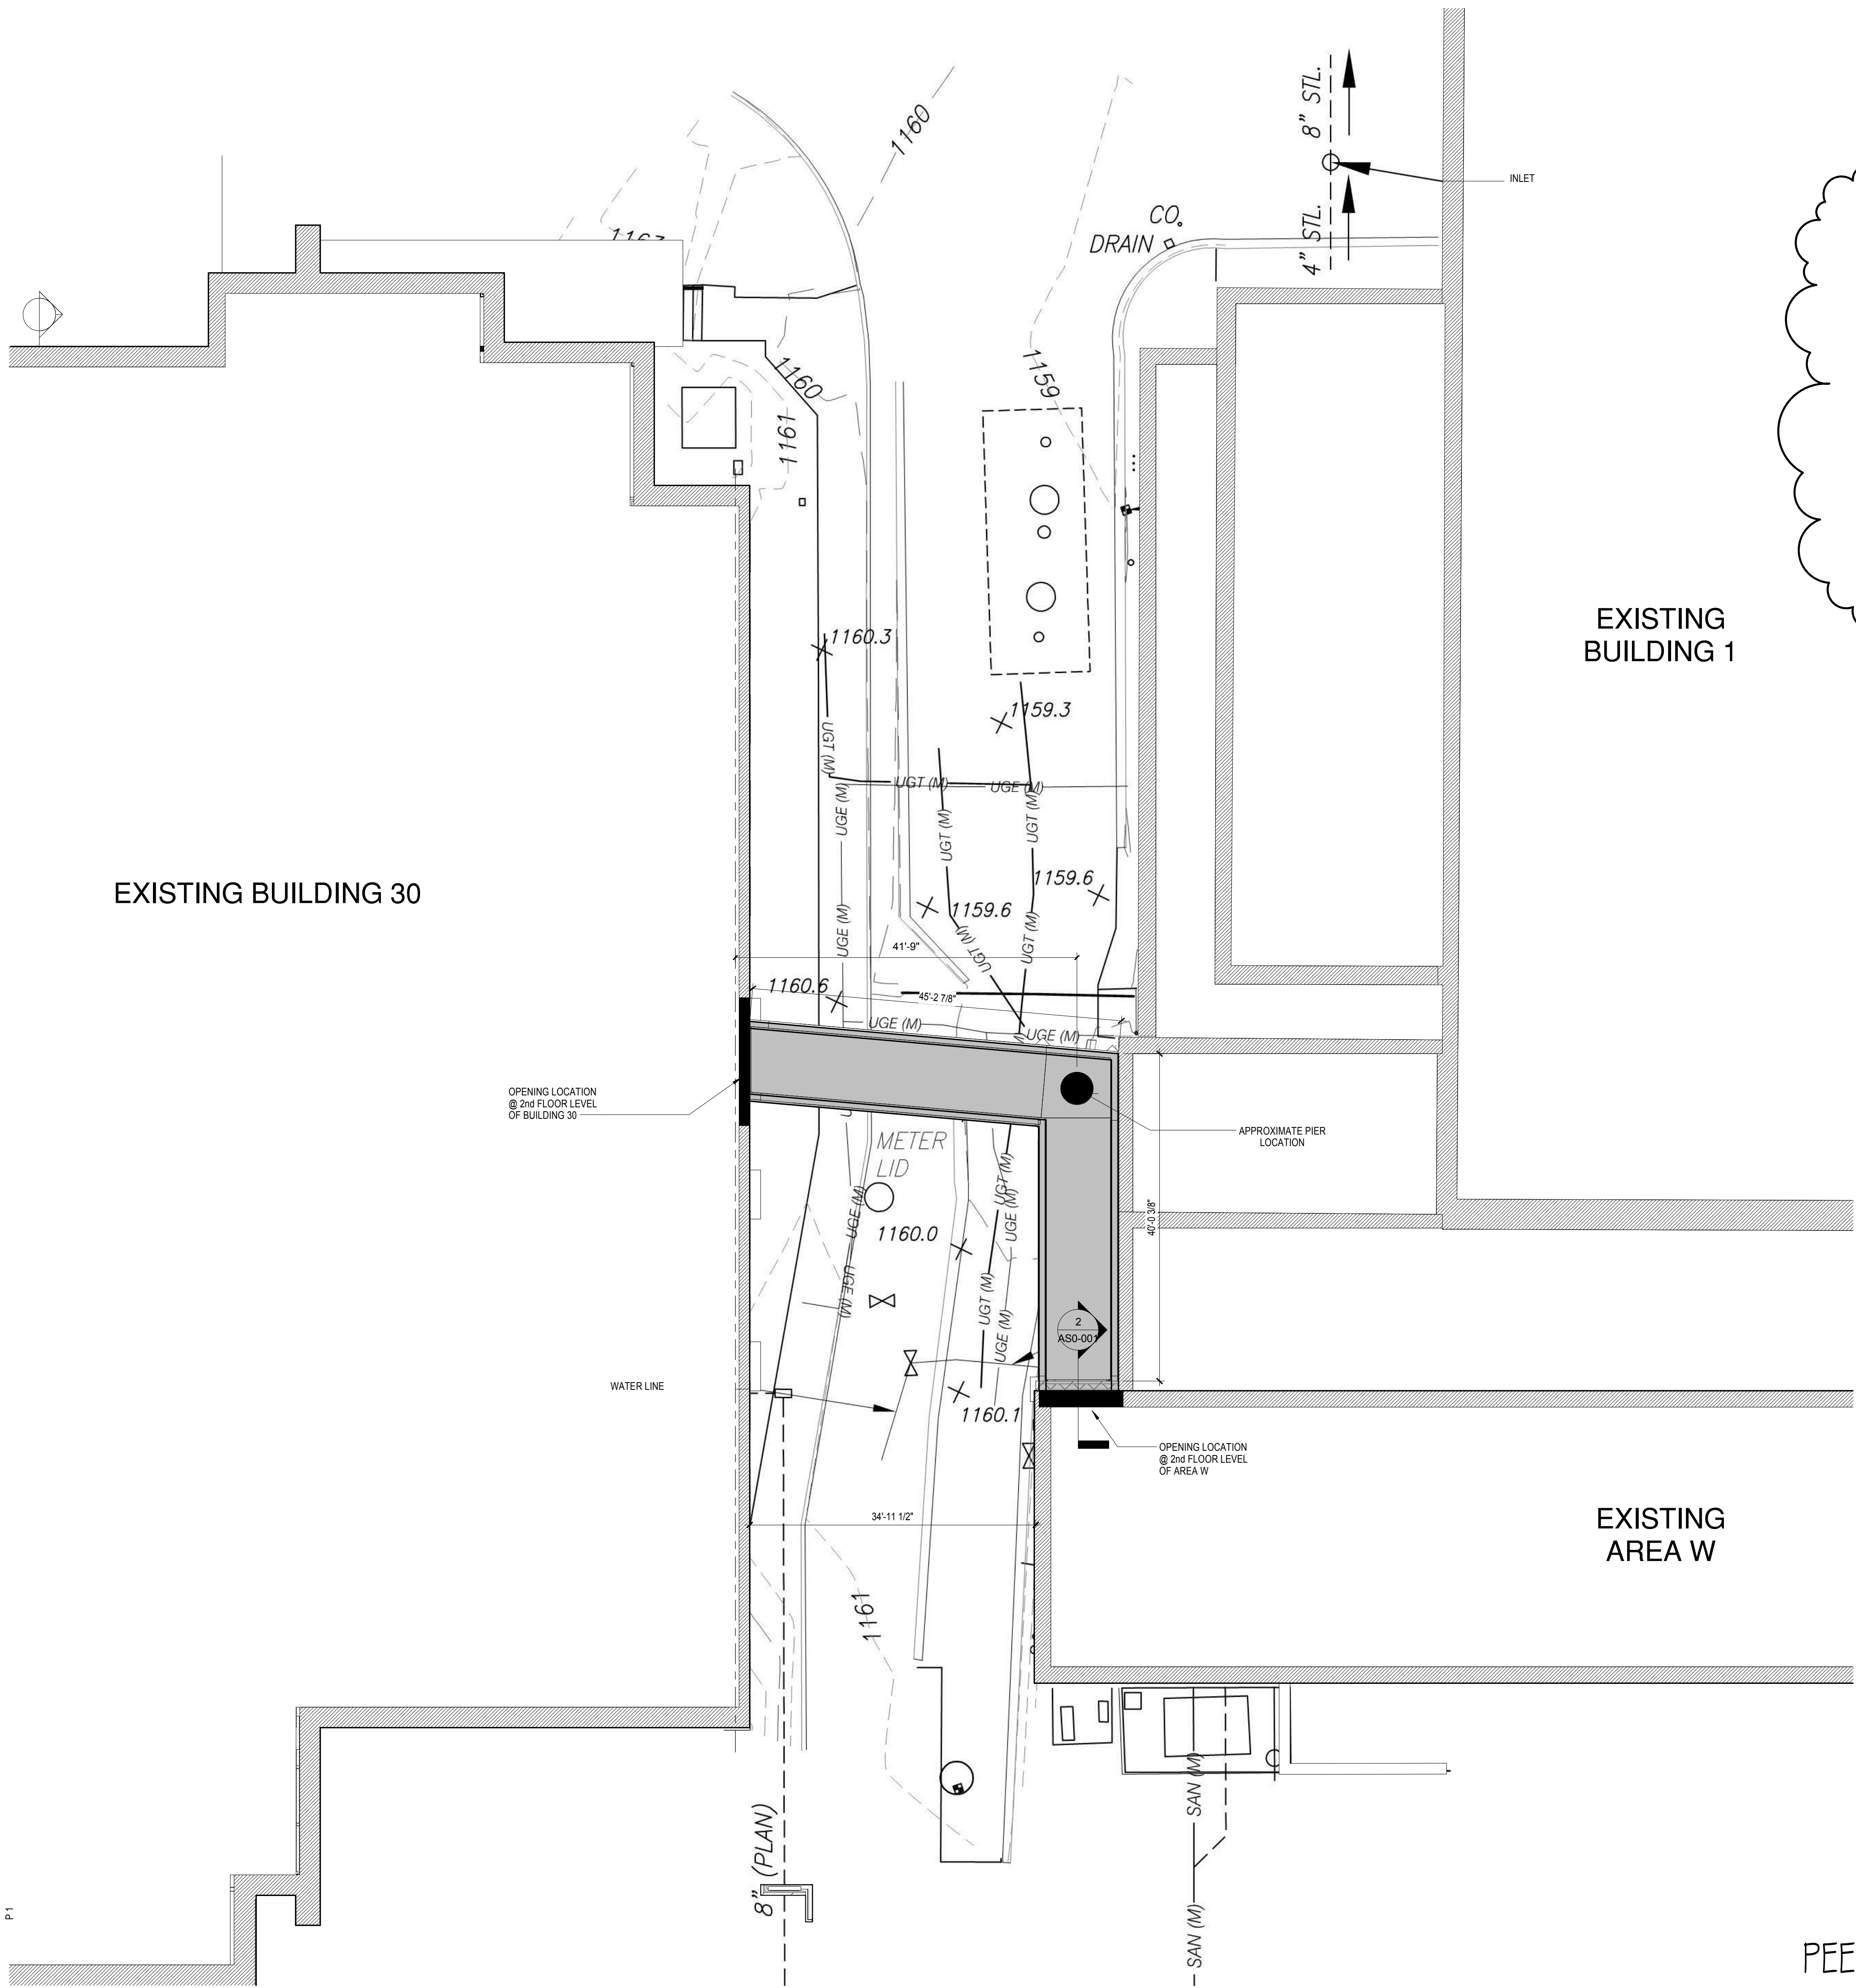 1160
8" STL.
INLET
CO.
DRAIN
4" STL.
1160
1159
1161
EXISTING
BUILDING 1
1160.3
1159.3
UGT (M)
UGT (M)
UGE (M)
UGE (M)
UGT (M)
UGT (M)
EXISTING BUILDING 30
1159.6
1159.6
UGE (M)
UGT (M)
UGT (M)
41'-9"
1160.6
45'-2 7/8"
UGE (M)
UGE (M)
OPENING LOCATION
@ 2nd FLOOR LEVEL
OF BUILDING 30
METER
LID
APPROXIMATE PIER
LOCATION
UGT (M)
UGE (M)
UGE (M)
1160.0
40'-0 3/8"
UGE (M)
UGT (M)
UGE (M)
2
AS0-001
WATER LINE
1160.1
OPENING LOCATION
@ 2nd FLOOR LEVEL
OF AREA W
34'-11 1/2"
EXISTING
AREA W
1161
SAN (M)
8" (PLAN)
SAN (M)
P1
PEE